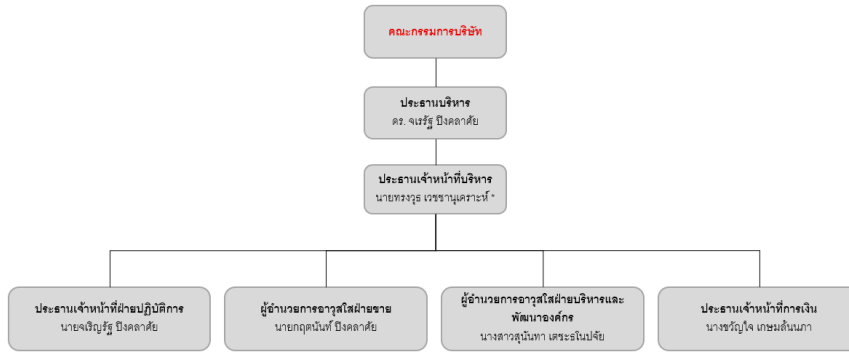 คณะกรรมการบริษัท
ประธานบริหาร
ดร. จเรรัฐ ปิงคลาศัย
ประธานเจ้าหน้าที่บริหาร
นายทรงวุธ เวชชานุเคราะห์ *
ประธานเจ้าหน้าที่ฝ่ายปฏิบัติการ
นายจเริญรัฐ ปิงคลาศัย
ผู้อำนวยการอาวุสใสฝ่ายขาย
นายกฤตนันท์ ปิงคลาศัย
ผู้อำนวยการอาวุสใสฝ่ายบริหารและ
พัฒนาองค์กร
นางสาวสุนันทา เตชะธโนปจัย
ประธานเจ้าหน้าที่การเงิน
นางขวัญใจ เกษมลั่นนภา